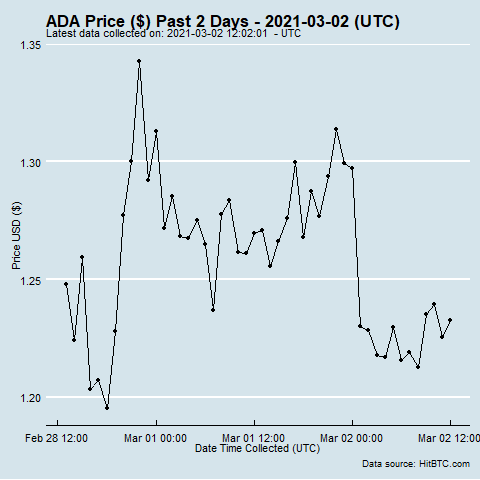 ADA Price ($) Past 2 Days - 2021-03-02 (UTC)
Latest data collected on: 2021-03-02 12:02:01 - UTC
1.35
1.30
1.25
1.20
Price USD ($)
Feb 28 12:00 Mar 01 00:00 Mar 01 12:00 Mar 02 00:00 Mar 02 12:00
Date Time Collected (UTC)
Data source: HitBTC.com